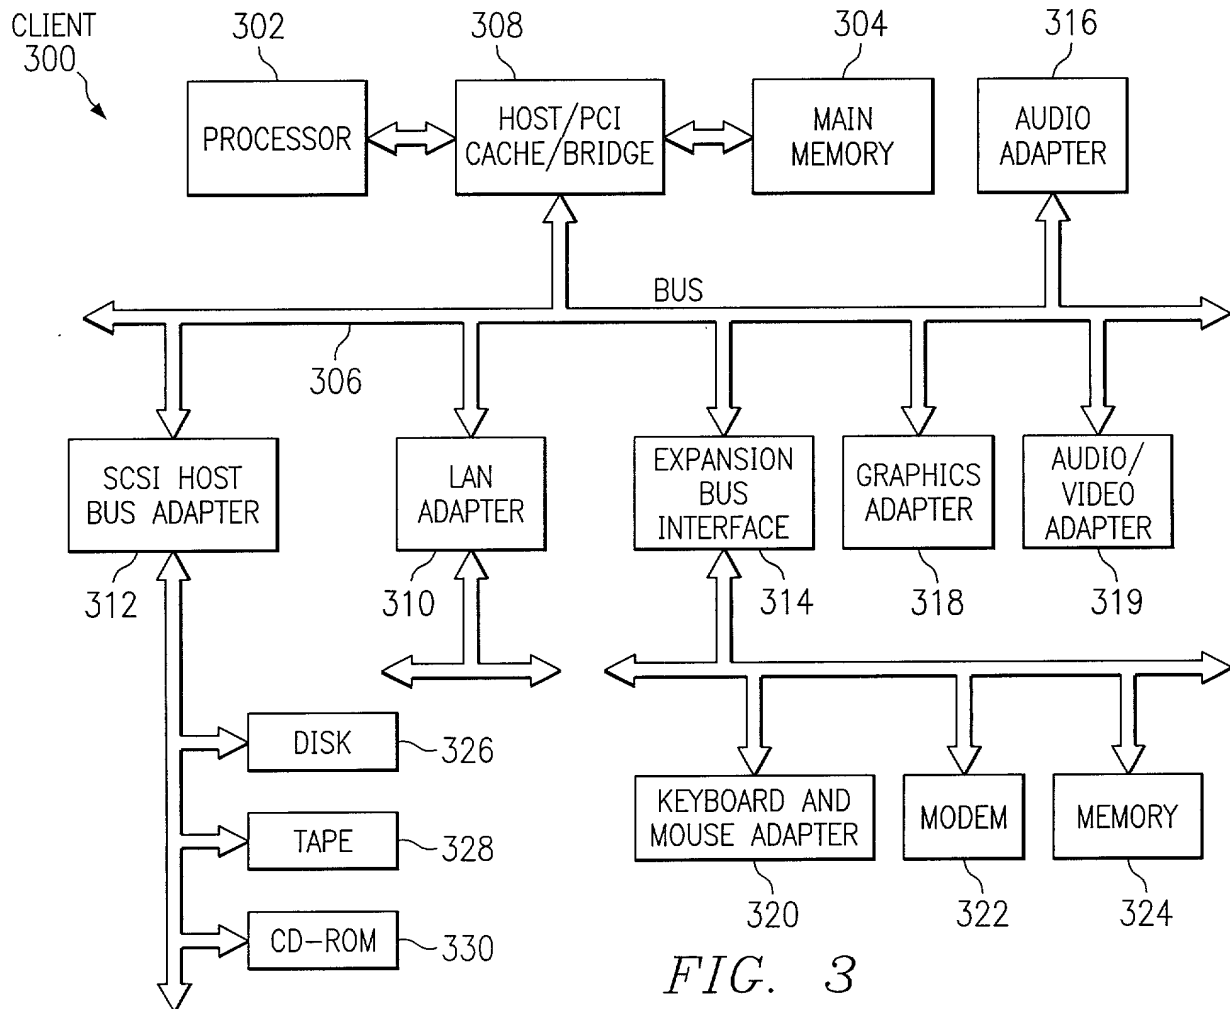 CLIENT
300
302
308
304
316
PROCESSOR
HOST/PCI
CACHE/BRIDGE
MAIN
MEMORY
AUDIO
ADAPTER
BUS
306
SCSI HOST
BUS ADAPTER
LAN
ADAPTER
EXPANSION
BUS
INTERFACE
GRAPHICS
ADAPTER
AUDIO/
VIDEO
ADAPTER
312
310
314
318
319
DISK
326
TAPE
328
CD-ROM
330
KEYBOARD AND
MOUSE ADAPTER
MODEM
MEMORY
320
322
324
FIG. 3